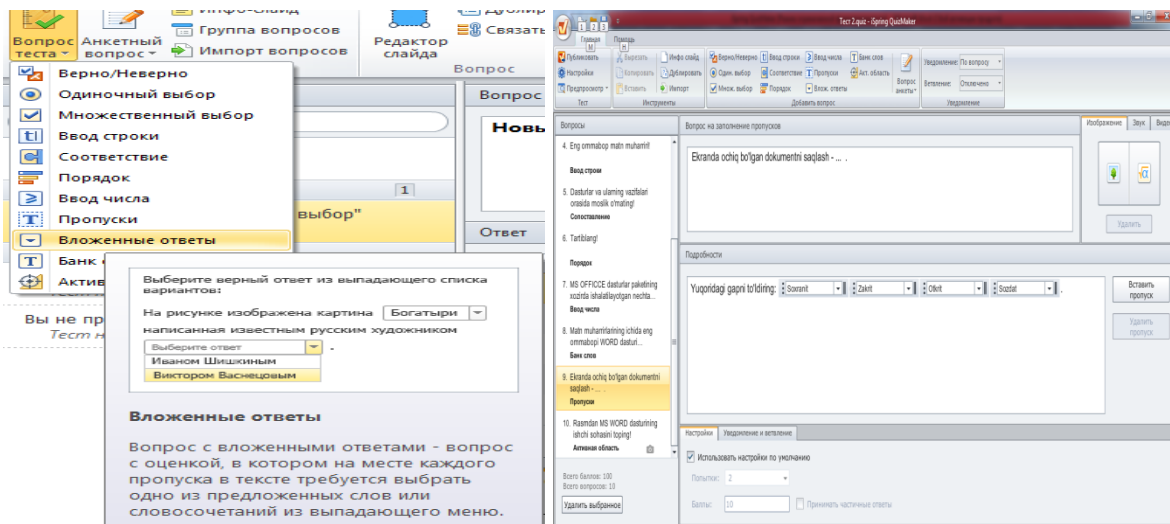 Инфо-слайд
Группа вопросов
Импорт вопросов
Вопрос теста
Анкетный вопрос
Редактор слайда
Связать
Вопрос
Верно/Неверно
Одиночный выбор
Множественный выбор
Ввод строки
Соответствие
Порядок
Ввод числа
Пропуски
Вложенные ответы
Банк
Актив
Вопрос
Новы
1
выбор"
Ответ
Вы не пр
Тест н
Выберите верный ответ из выпадающего списка
вариантов:
На рисунке изображена картина Богатыри
написанная известным русским художником
Выберите ответ .
Иваном Шишкиным
Виктором Васнецовым
Вложенные ответы
Вопрос с вложенными ответами - вопрос
с оценкой, в котором на месте каждого
пропуска в тексте требуется выбрать
одно из предложенных слов или
словосочетаний из выпадающего меню.
Тест 2.quiz - iSpring QuizMaker
1 2 3
Главная Помощь
M H
Публиковать Вырезать Инфо слайд Верно/Неверно Ввод строки Ввод числа Банк слов
Настройки Копировать Дублировать Один. выбор Соответствие Пропуски Акт. область
Предпросмотр Вставить Импорт Множ. выбор Порядок Влож. ответы
Вопрос анкеты
Уведомление: По вопросу
Ветвление: Отключено
Тест Инструменты Добавить вопрос Уведомление
Вопросы
4. Eng ommabop matn muharriri!
Ввод строки
5. Dasturlar va ularning vazifalari
orasida moslik o'rnating!
Сопоставление
6. Tartiblang!
Порядок
7. MS OFFICCE dasturlar paketining
xozirda ishalatilayotgan nechta...
Ввод числа
8. Matn muharrirlarining ichida eng
ommabopi WORD dasturi...
Банк слов
9. Ekranda ochiq bo'lgan dokumentni
saqlash - ... .
Пропуски
10. Rasmdan MS WORD dasturining
ishchi sohasini toping!
Активная область
Всего баллов: 100
Всего вопросов: 10
Удалить выбранное
Вопрос на заполнение пропусков
Ekranda ochiq bo'lgan dokumentni saqlash - ... .
Изображение Звук Видео
Удалить
Подробности
Yuqoridagi gapni to'ldiring: Soxranit Zakrit Otkrit Sozdat .
Вставить пропуск
Удалить пропуск
Настройки Уведомление и ветвление
Использовать настройки по умолчанию
Попытки: 2
Баллы: 10 Принимать частичные ответы